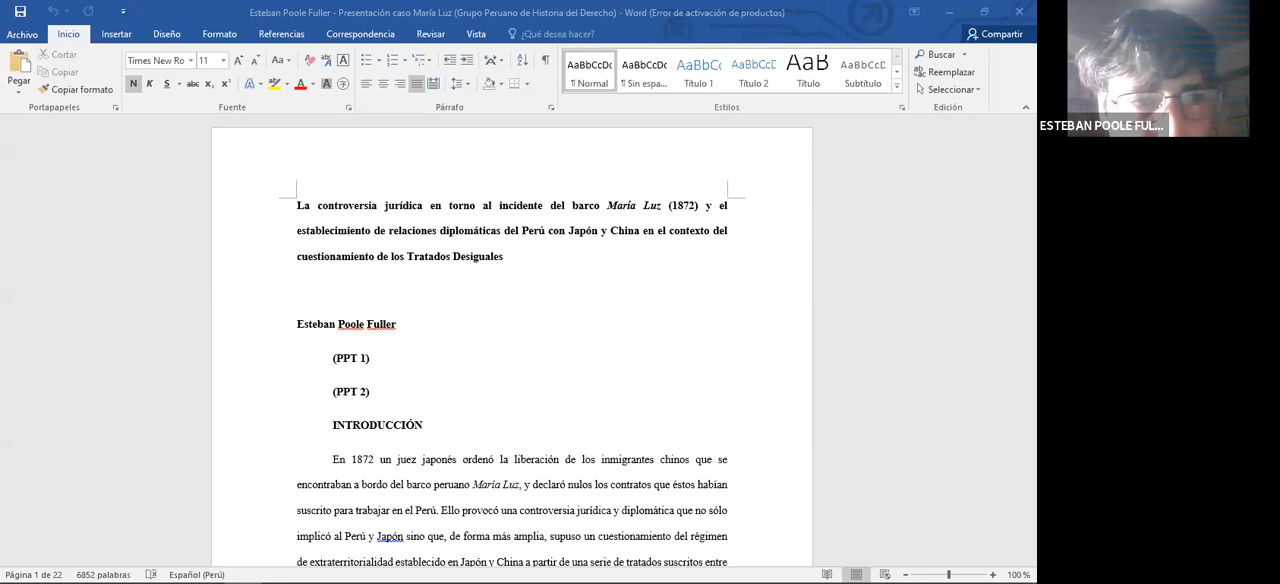 Esteban Poole Fuller - Presentación caso María Luz (Grupo Peruano de Historia del Derecho) - Word (Error de activación de productos)
Archivo Inicio Insertar Diseño Formato Referencias Correspondencia Revisar Vista ¿Qué desea hacer? Compartir
Pegar
Cortar
Copiar
Copiar formato
Portapapeles
Times New Ro 11
N K S abc x₂ x²
Fuente
Párrafo
AaBbCcDc AaBbCcDc AaBbCc AaBbCcC AaB AaBbCcC
¶ Normal ¶ Sin espa... Título 1 Título 2 Título Subtítulo
Estilos
Buscar
Reemplazar
Seleccionar
Edición
ESTEBAN POOLE FUL...
La controversia jurídica en torno al incidente del barco María Luz (1872) y el
establecimiento de relaciones diplomáticas del Perú con Japón y China en el contexto del
cuestionamiento de los Tratados Desiguales
Esteban Poole Fuller
(PPT 1)
(PPT 2)
INTRODUCCIÓN
En 1872 un juez japonés ordenó la liberación de los inmigrantes chinos que se
encontraban a bordo del barco peruano María Luz, y declaró nulos los contratos que éstos habían
suscrito para trabajar en el Perú. Ello provocó una controversia jurídica y diplomática que no sólo
implicó al Perú y Japón sino que, de forma más amplia, supuso un cuestionamiento del régimen
de extraterritorialidad establecido en Japón y China a partir de una serie de tratados suscritos entre
Página 1 de 22 6852 palabras Español (Perú) 100 %